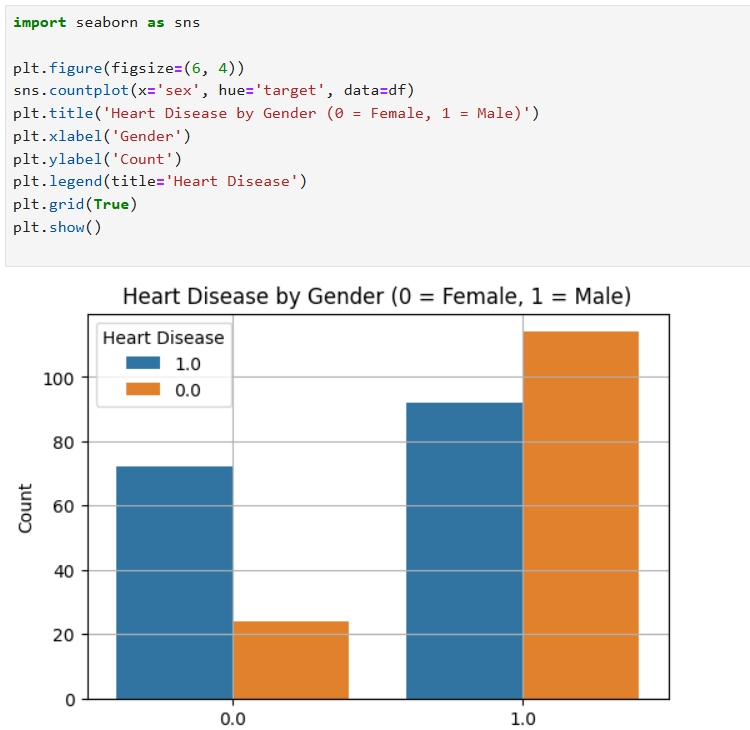 import seaborn as sns
plt.figure(figsize=(6, 4))
sns.countplot(x='sex', hue='target', data=df)
plt.title('Heart Disease by Gender (0 = Female, 1 = Male)')
plt.xlabel('Gender')
plt.ylabel('Count')
plt.legend(title='Heart Disease')
plt.grid(True)
plt.show()
Heart Disease by Gender (0 = Female, 1 = Male)
Heart Disease
1.0
0.0
100
80
60
40
20
0
Count
0.0 1.0